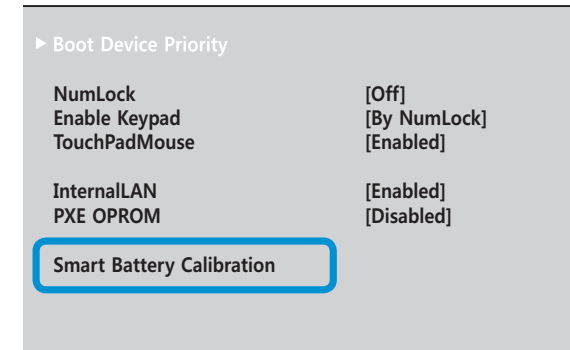 ▶ Boot Device Priority
NumLock [Off]
Enable Keypad [By NumLock]
TouchPadMouse [Enabled]
InternalLAN [Enabled]
PXE OPROM [Disabled]
Smart Battery Calibration